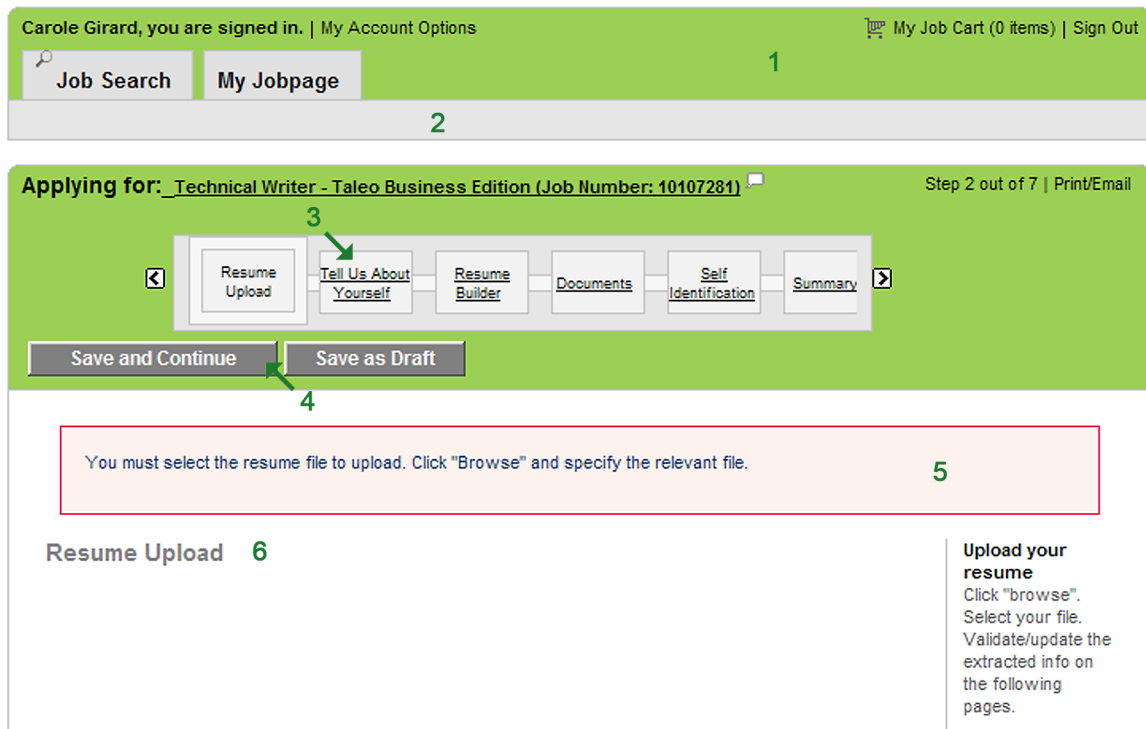 Carole Girard, you are signed in. | My Account Options
My Job Cart (0 items) | Sign Out
1
Job Search
My Jobpage
2
Applying for: Technical Writer - Taleo Business Edition (Job Number: 10107281)
Step 2 out of 7 | Print/Email
3
Resume
Upload
Tell Us About
Yourself
Resume
Builder
Documents
Self
Identification
Summary
Save and Continue
Save as Draft
4
You must select the resume file to upload. Click "Browse" and specify the relevant file.
5
Resume Upload
6
Upload your
resume
Click "browse".
Select your file.
Validate/update the
extracted info on
the following
pages.